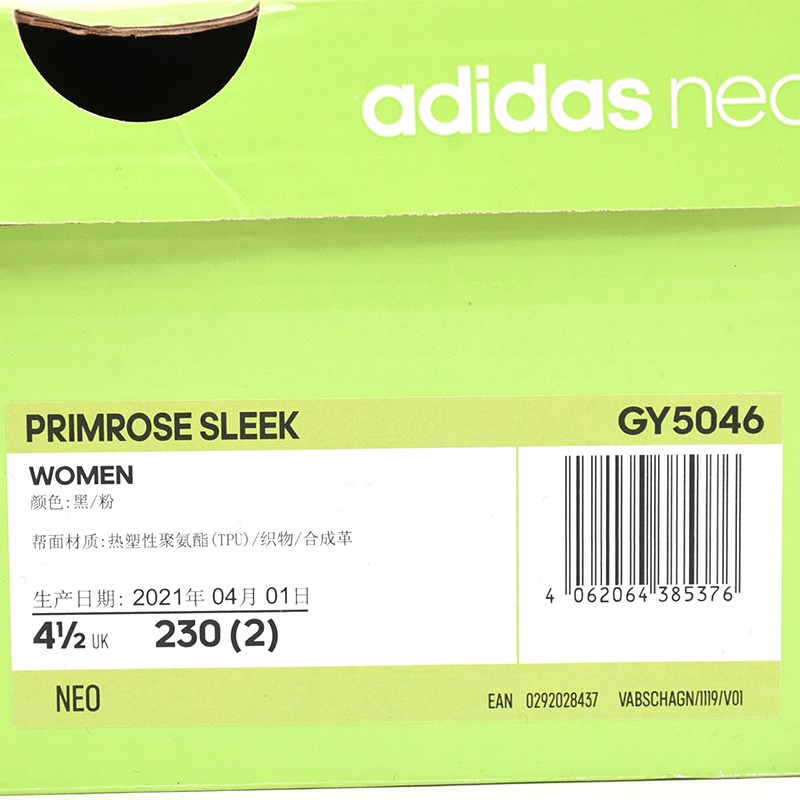 adidas neo
PRIMROSE SLEEK GY5046
WOMEN
颜色:黑/粉
帮面材质:热塑性聚氨酯(TPU)/织物/合成革
生产日期: 2021年 04月 01日
4½ UK 230 (2)
4 062064 385376
NEO EAN 0292028437 VABSCHAGN/1119/V01